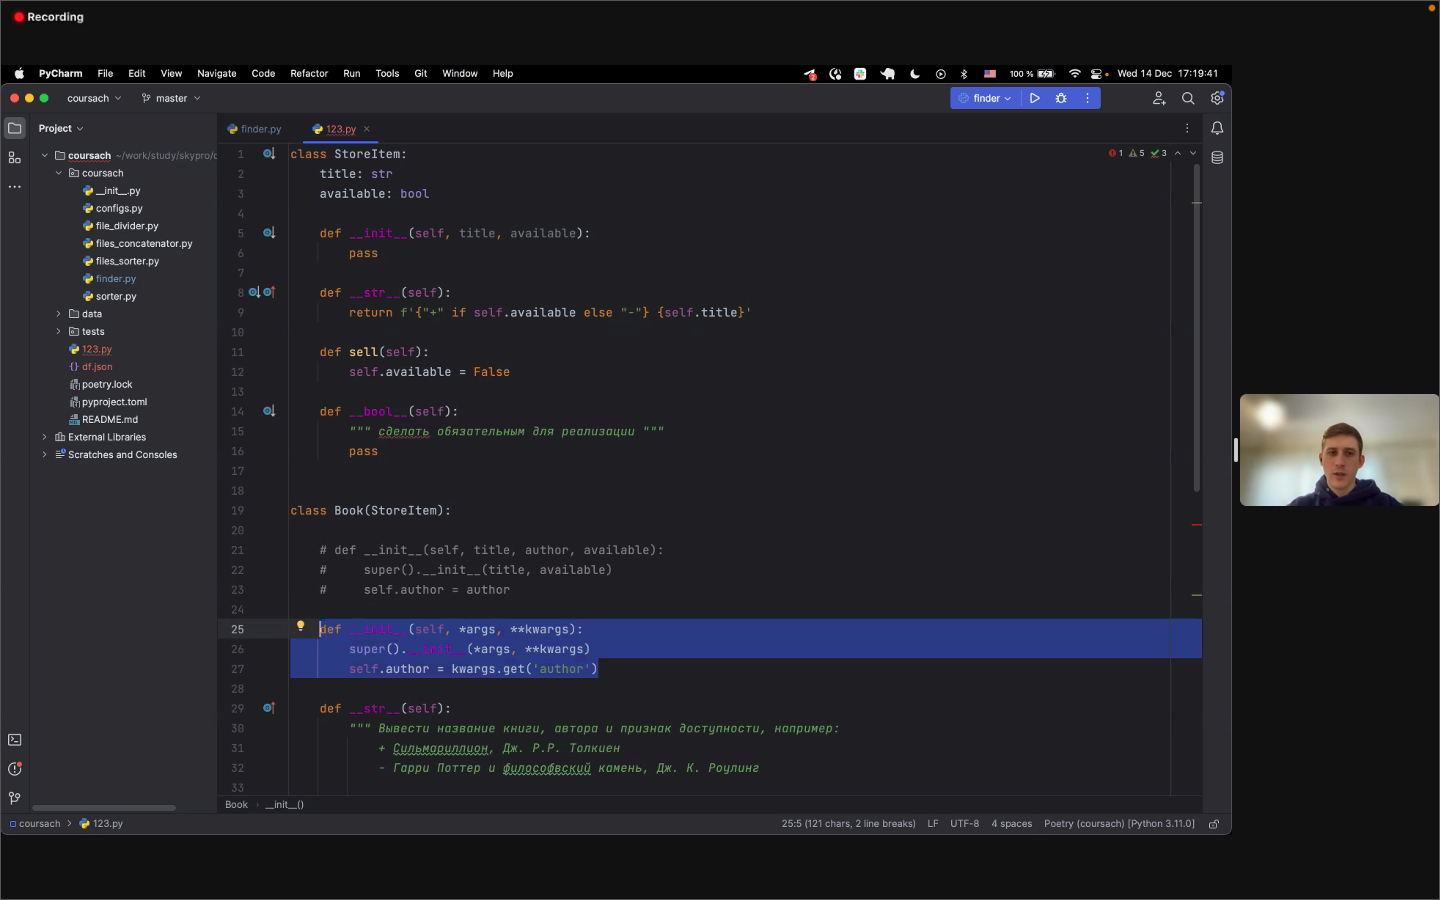 Recording
PyCharm File Edit View Navigate Code Refactor Run Tools Git Window Help 2 100 % Wed 14 Dec 17:19:41
coursach master finder
Project
finder.py 123.py
coursach ~/work/study/skypro/c
coursach
__init__.py
configs.py
file_divider.py
files_concatenator.py
files_sorter.py
finder.py
sorter.py
data
tests
123.py
df.json
poetry.lock
pyproject.toml
README.md
External Libraries
Scratches and Consoles
1 5 3
1 class StoreItem:
2 title: str
3 available: bool
4
5 def __init__(self, title, available):
6 pass
7
8 def __str__(self):
9 return f'{"+" if self.available else "-"} {self.title}'
10
11 def sell(self):
12 self.available = False
13
14 def __bool__(self):
15 """ сделать обязательным для реализации """
16 pass
17
18
19 class Book(StoreItem):
20
21 # def __init__(self, title, author, available):
22 # super().__init__(title, available)
23 # self.author = author
24
25 def __init__(self, *args, **kwargs):
26 super().__init__(*args, **kwargs)
27 self.author = kwargs.get('author')
28
29 def __str__(self):
30 """ Вывести название книги, автора и признак доступности, например:
31 + Сильмариллион, Дж. Р.Р. Толкиен
32 - Гарри Поттер и философвский камень, Дж. К. Роулинг
33
Book __init__()
coursach 123.py 25:5 (121 chars, 2 line breaks) LF UTF-8 4 spaces Poetry (coursach) [Python 3.11.0]